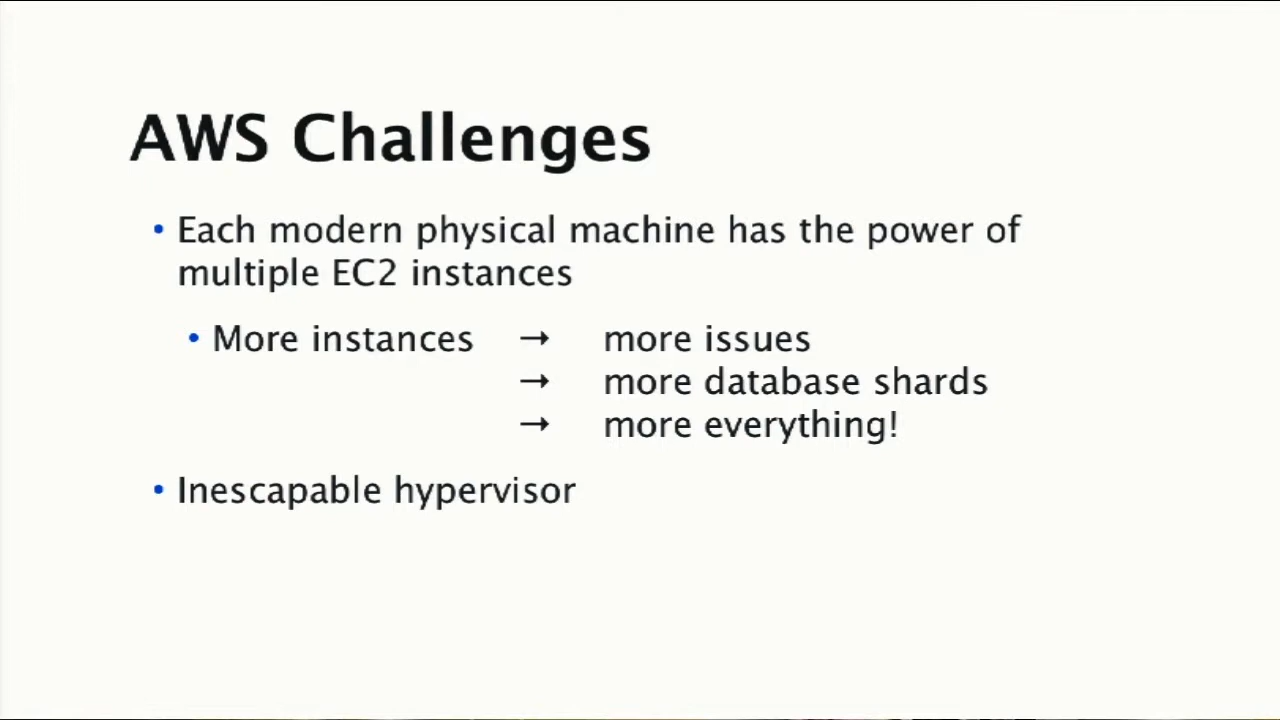 AWS Challenges
• Each modern physical machine has the power of
multiple EC2 instances
• More instances → more issues
→ more database shards
→ more everything!
• Inescapable hypervisor